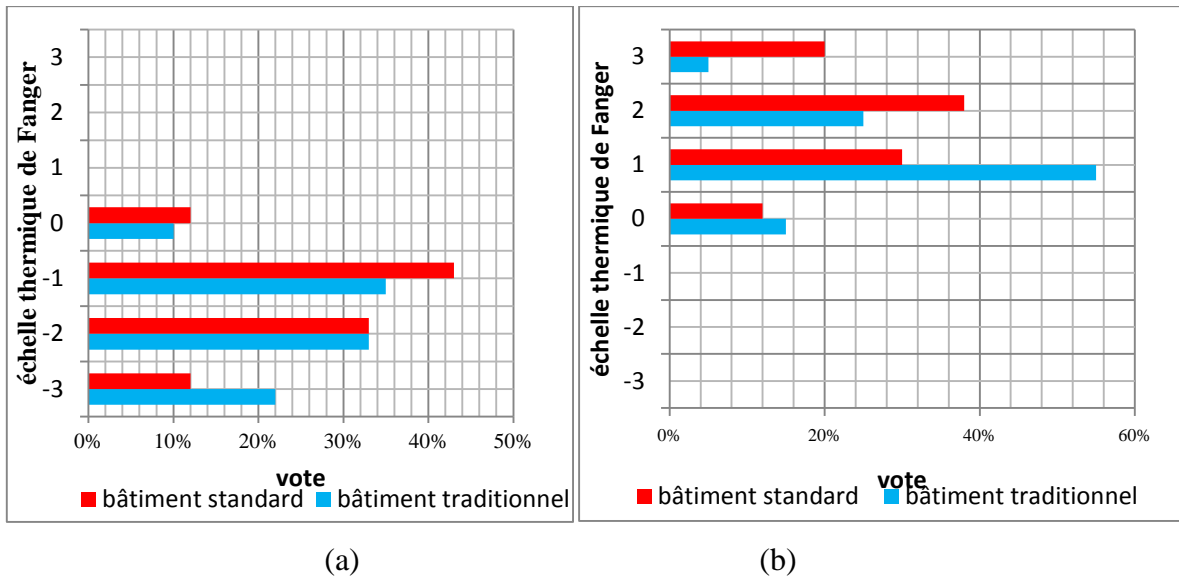 échelle thermique de Fanger
3
2
1
0
-1
-2
-3
0% 10% 20% 30% 40% 50%
vote
bâtiment standard bâtiment traditionnel
(a)
échelle thermique de Fanger
3
2
1
0
-1
-2
-3
0% 20% 40% 60%
vote
bâtiment standard bâtiment traditionnel
(b)